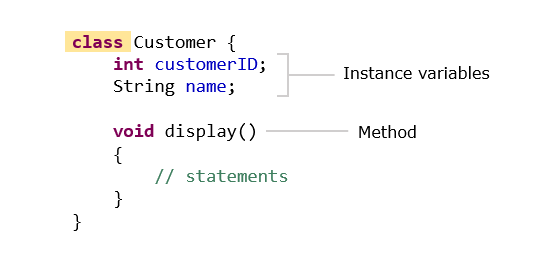 class Customer {
int customerID;
String name;
Instance variables
void display()
Method
{
// statements
}
}